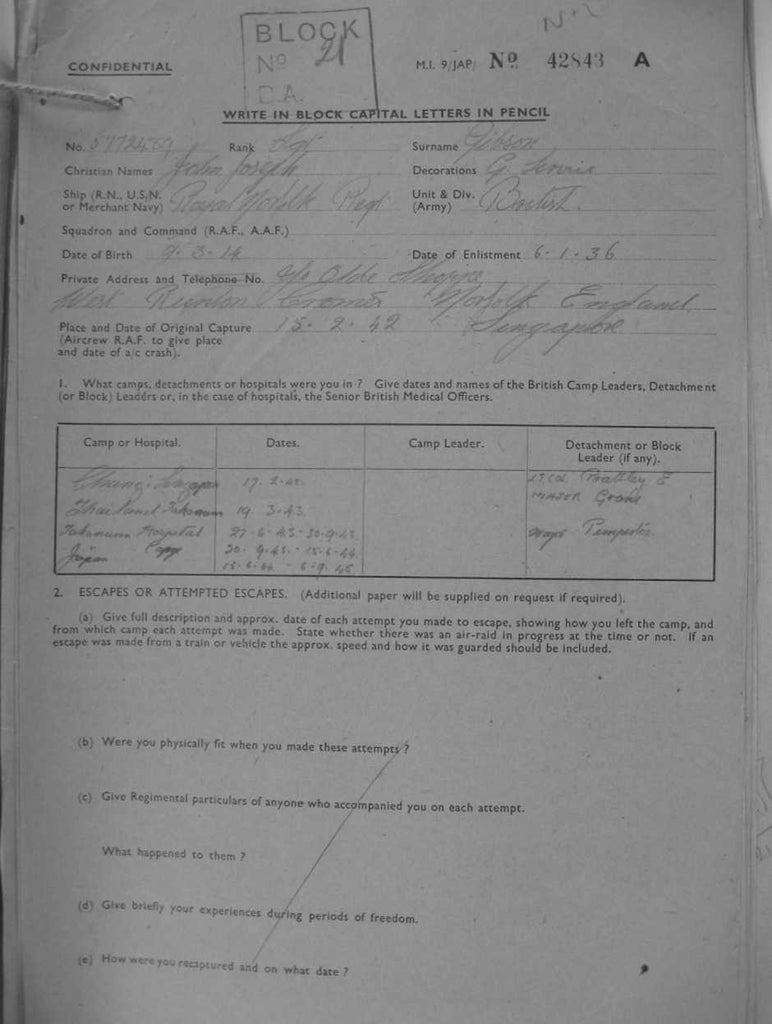 BLOCK
No 21
C.A.
CONFIDENTIAL
M.I. 9/JAP/ No 42843 A
WRITE IN BLOCK CAPITAL LETTERS IN PENCIL
No. 5772489 Rank Sgt Surname Gibson
Christian Names John Joseph Decorations G. Service
Ship (R.N., U.S.N. or Merchant Navy) Royal Norfolk Regt Unit & Div. (Army) British.
Squadron and Command (R.A.F., A.A.F.)
Date of Birth 9.3.14 Date of Enlistment 6.1.36
Private Address and Telephone No. Ye Olde Shoppe
West Runton Cromer Norfolk England
Place and Date of Original Capture 15.2.42 Singapore
(Aircrew R.A.F. to give place
and date of a/c crash).
1. What camps, detachments or hospitals were you in ? Give dates and names of the British Camp Leaders, Detachment
(or Block) Leaders or, in the case of hospitals, the Senior British Medical Officers.
Camp or Hospital. Dates. Camp Leader. Detachment or Block Leader (if any).
Changi 17.2.42. Lt Col Prattley E
Thailand 19.3.43. Major
Hospital 27-6-43-30-9-43. Major
Japan 30.9.43.-15-6-44.
15-6-44-6-9-45
2. ESCAPES OR ATTEMPTED ESCAPES. (Additional paper will be supplied on request if required).
(a) Give full description and approx. date of each attempt you made to escape, showing how you left the camp, and
from which camp each attempt was made. State whether there was an air-raid in progress at the time or not. If an
escape was made from a train or vehicle the approx. speed and how it was guarded should be included.
(b) Were you physically fit when you made these attempts ?
(c) Give Regimental particulars of anyone who accompanied you on each attempt.
What happened to them ?
(d) Give briefly your experiences during periods of freedom.
(e) How were you recaptured and on what date ?